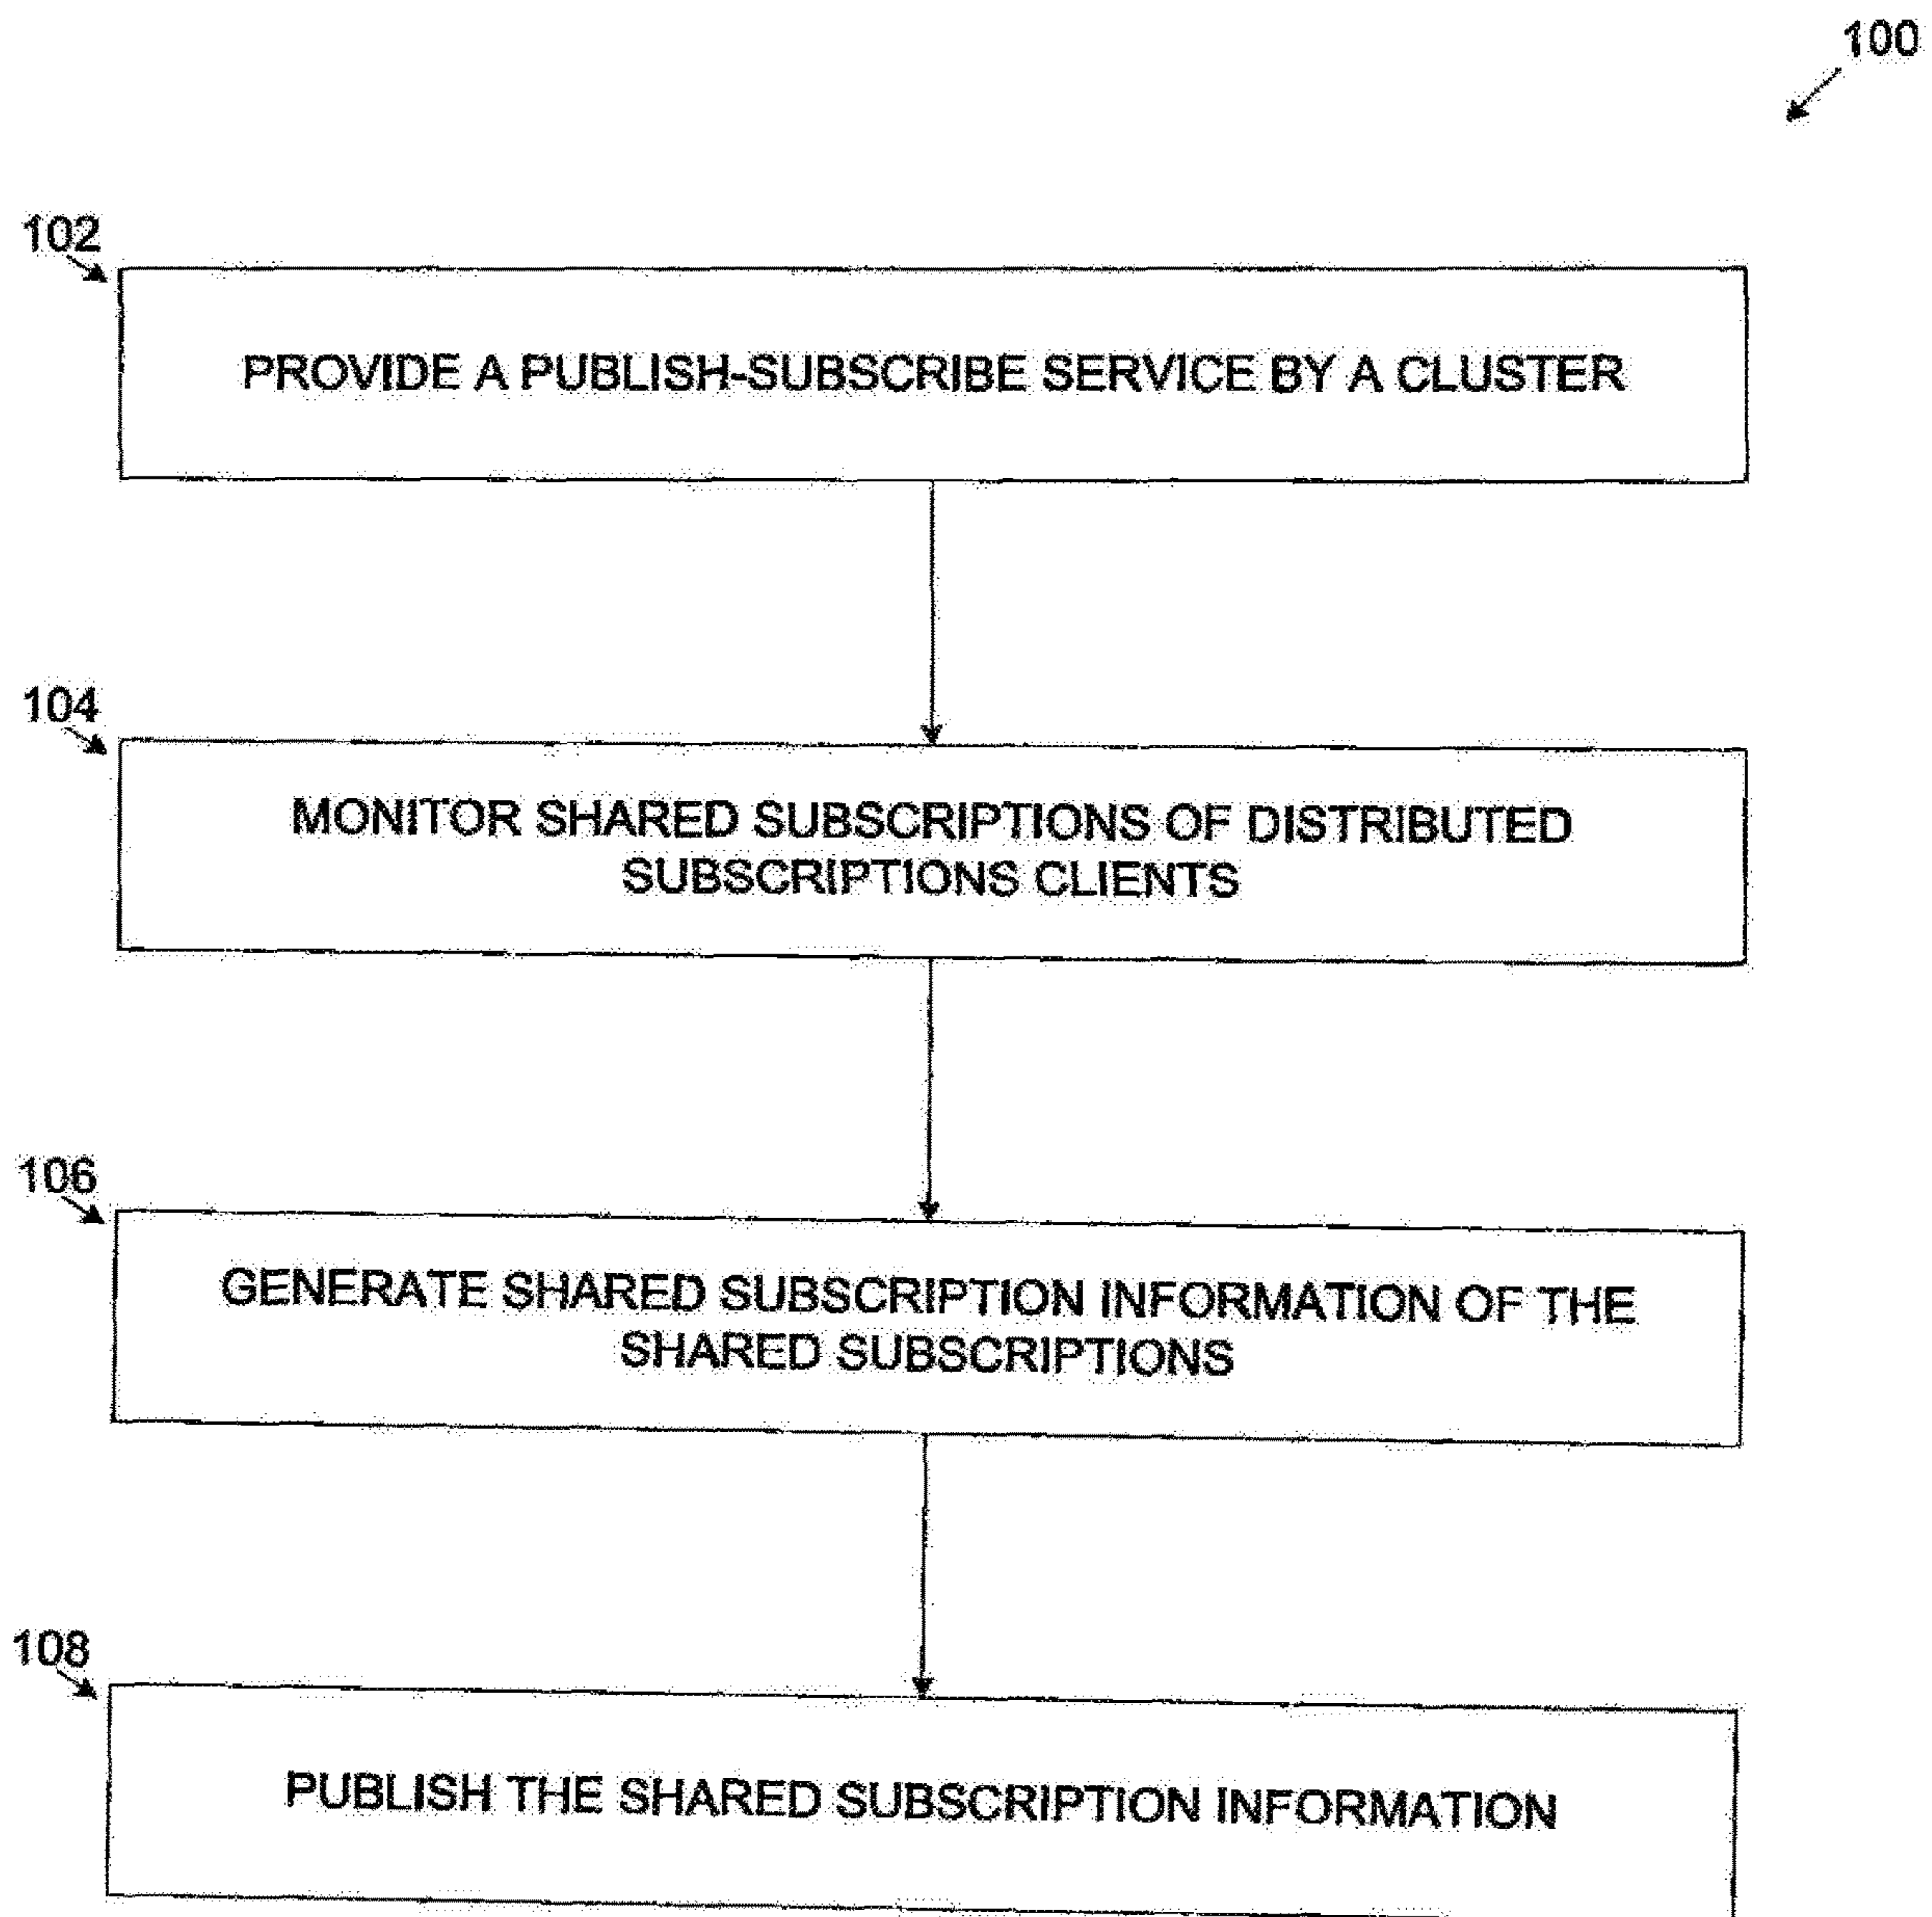 100
102
PROVIDE A PUBLISH-SUBSCRIBE SERVICE BY A CLUSTER
104
MONITOR SHARED SUBSCRIPTIONS OF DISTRIBUTED
SUBSCRIPTIONS CLIENTS
106
GENERATE SHARED SUBSCRIPTION INFORMATION OF THE
SHARED SUBSCRIPTIONS
108
PUBLISH THE SHARED SUBSCRIPTION INFORMATION